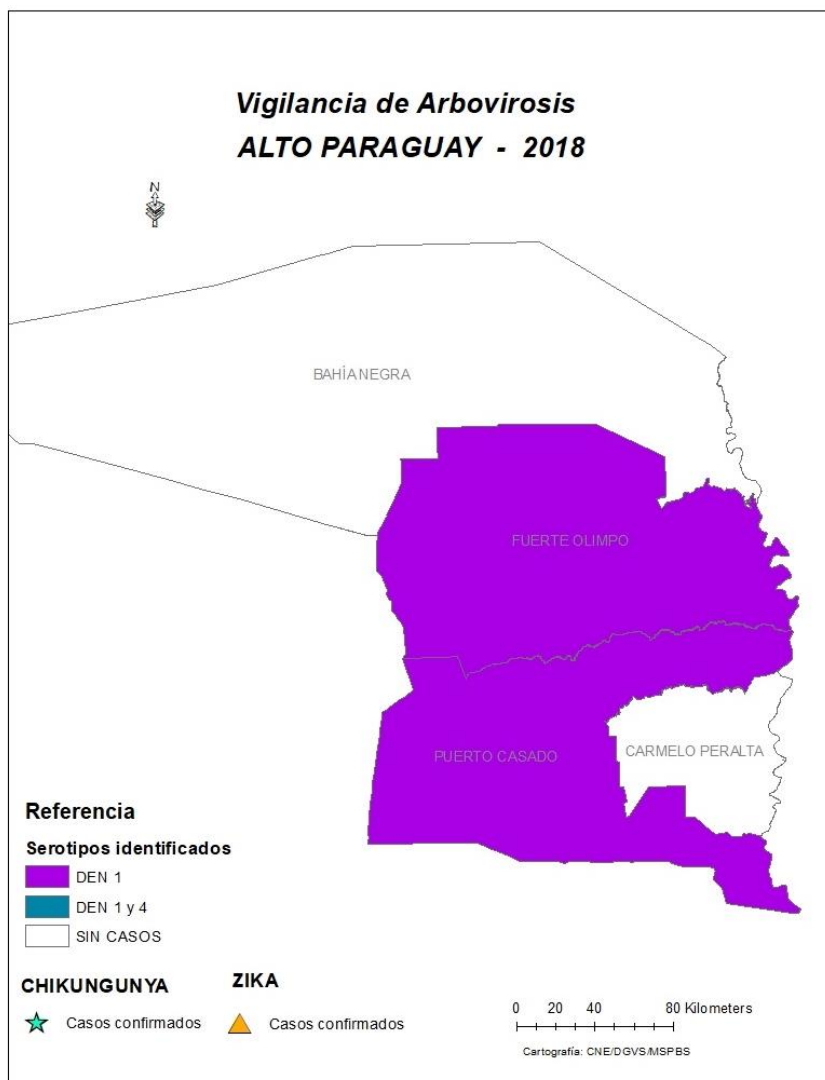 Vigilancia de Arbovirosis
ALTO PARAGUAY - 2018
N
BAHÌA NEGRA
FUERTE OLIMPO
PUERTO CASADO
CARMELO PERALTA
Referencia
Serotipos identificados
DEN 1
DEN 1 y 4
SIN CASOS
CHIKUNGUNYA
Casos confirmados
ZIKA
Casos confirmados
0 20 40 80 Kilometers
Cartografía: CNE/DGVS/MSPBS